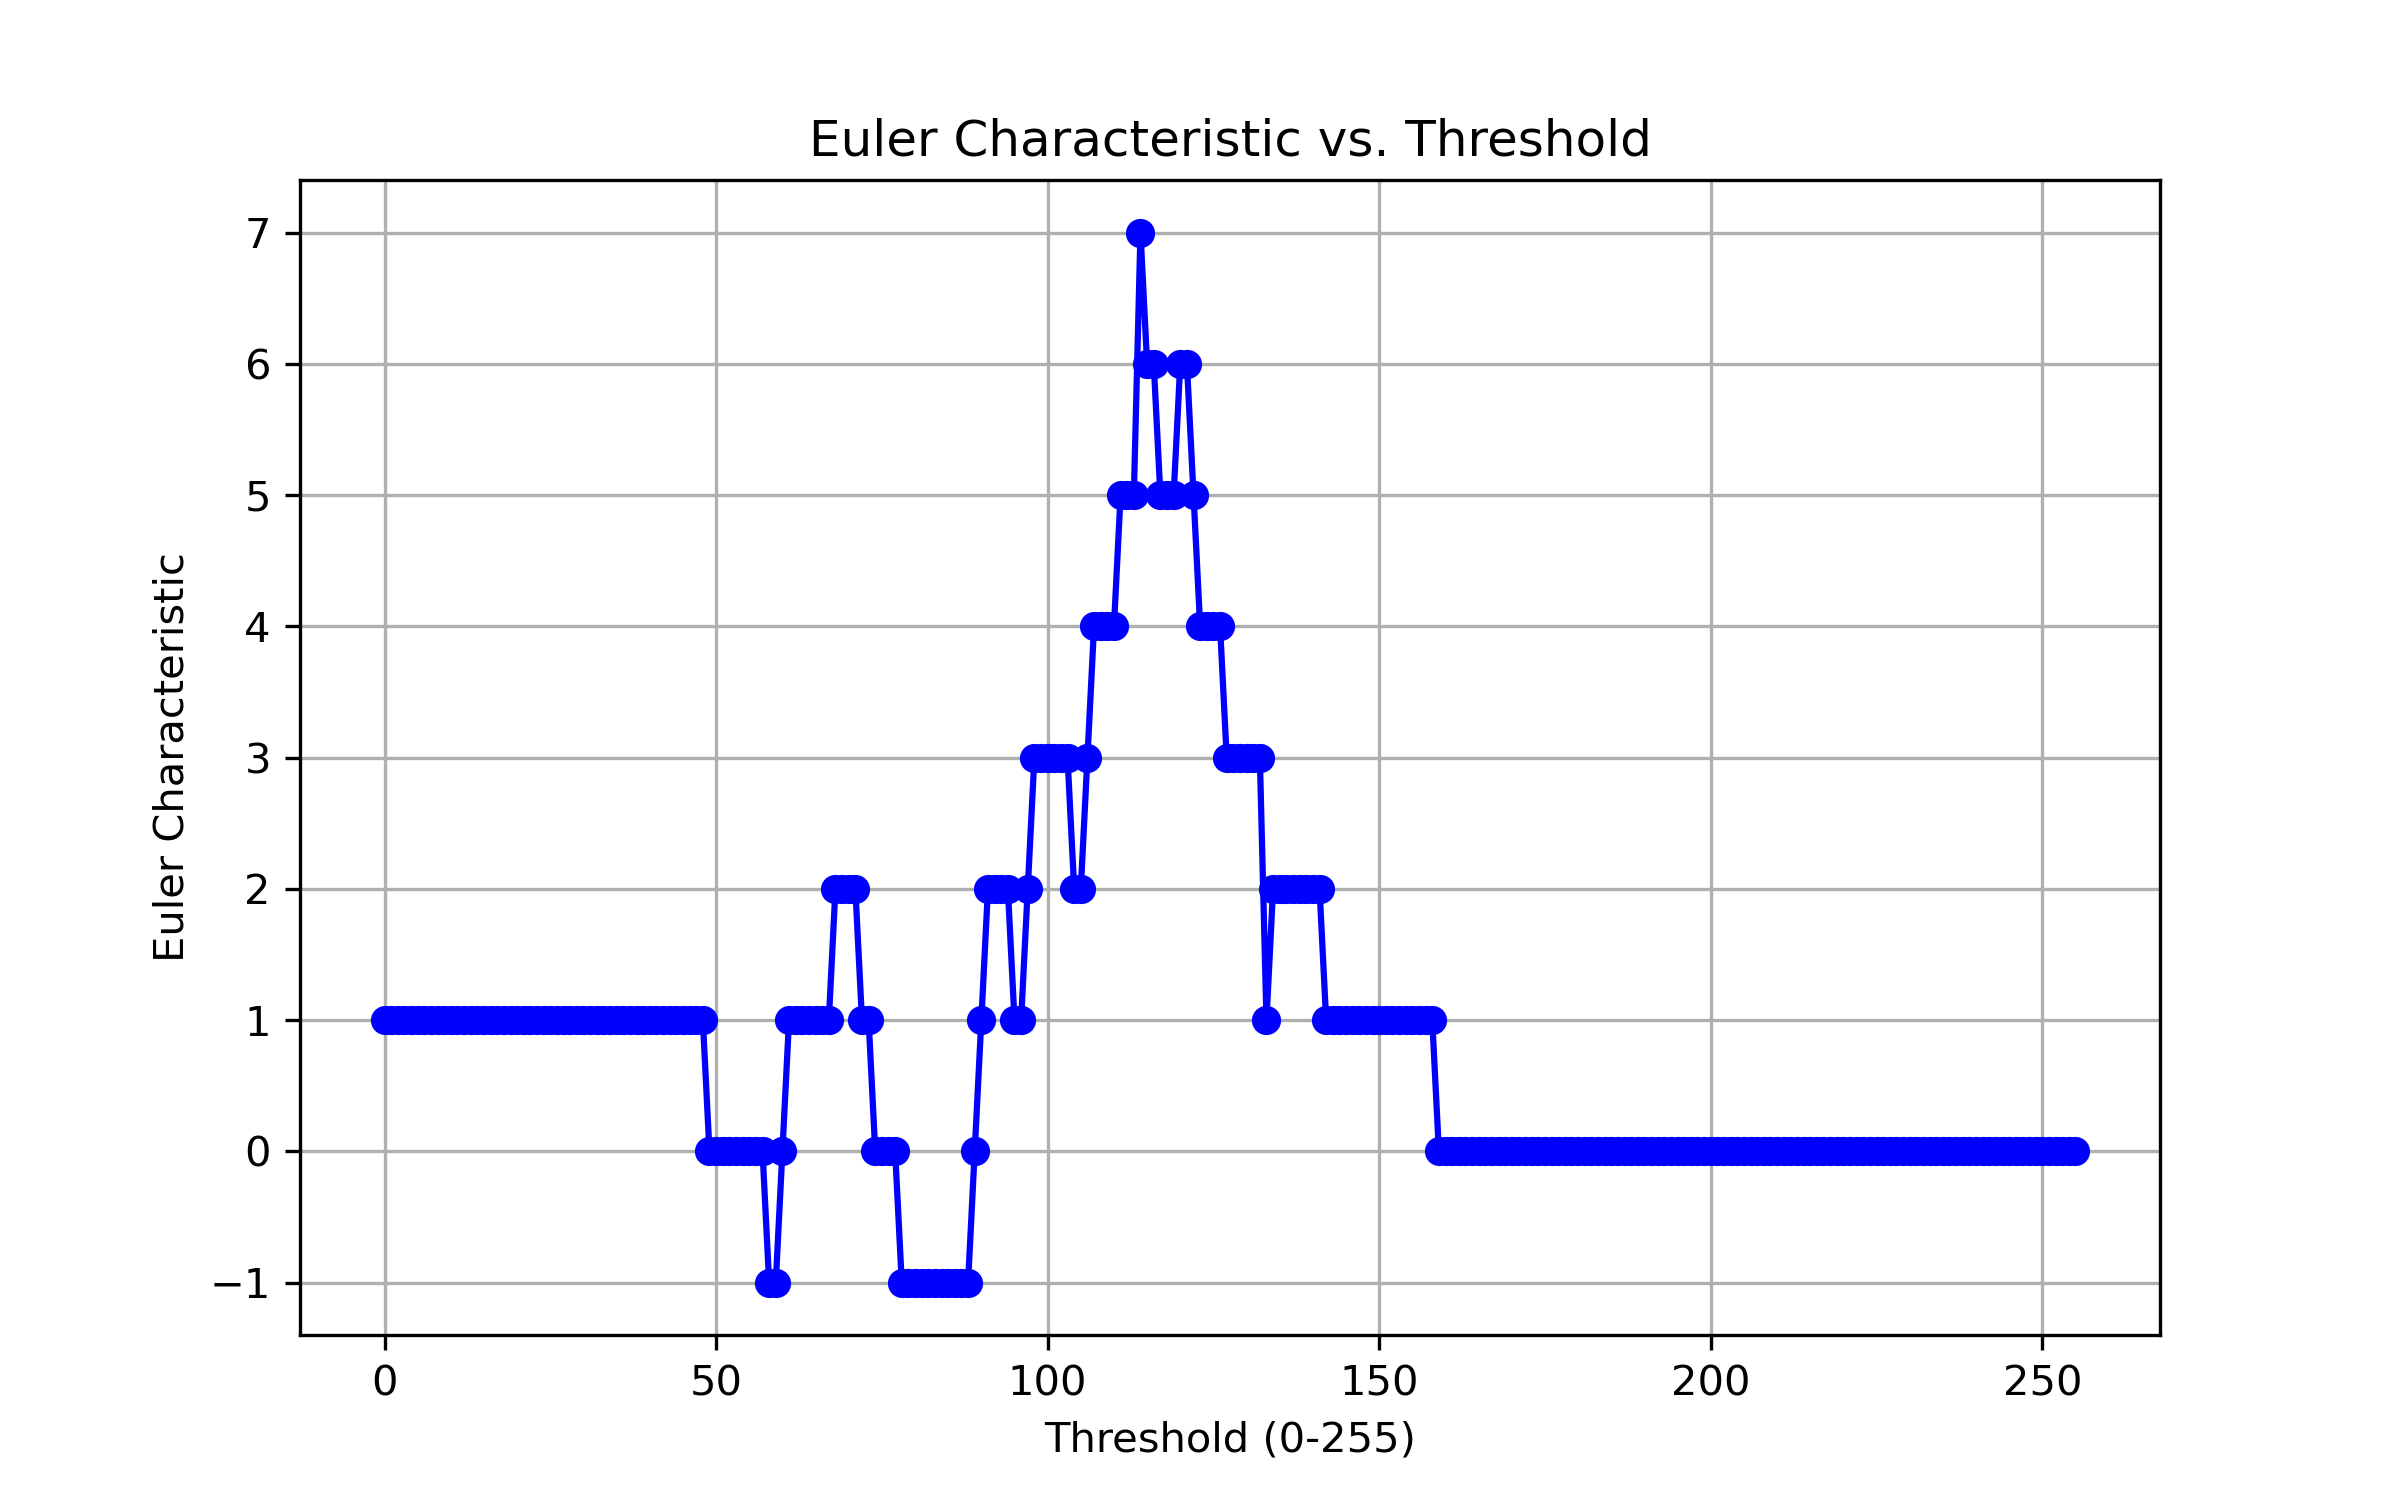 Euler Characteristic vs. Threshold
7
6
5
4
3
2
1
0
−1
Euler Characteristic
0 50 100 150 200 250
Threshold (0-255)